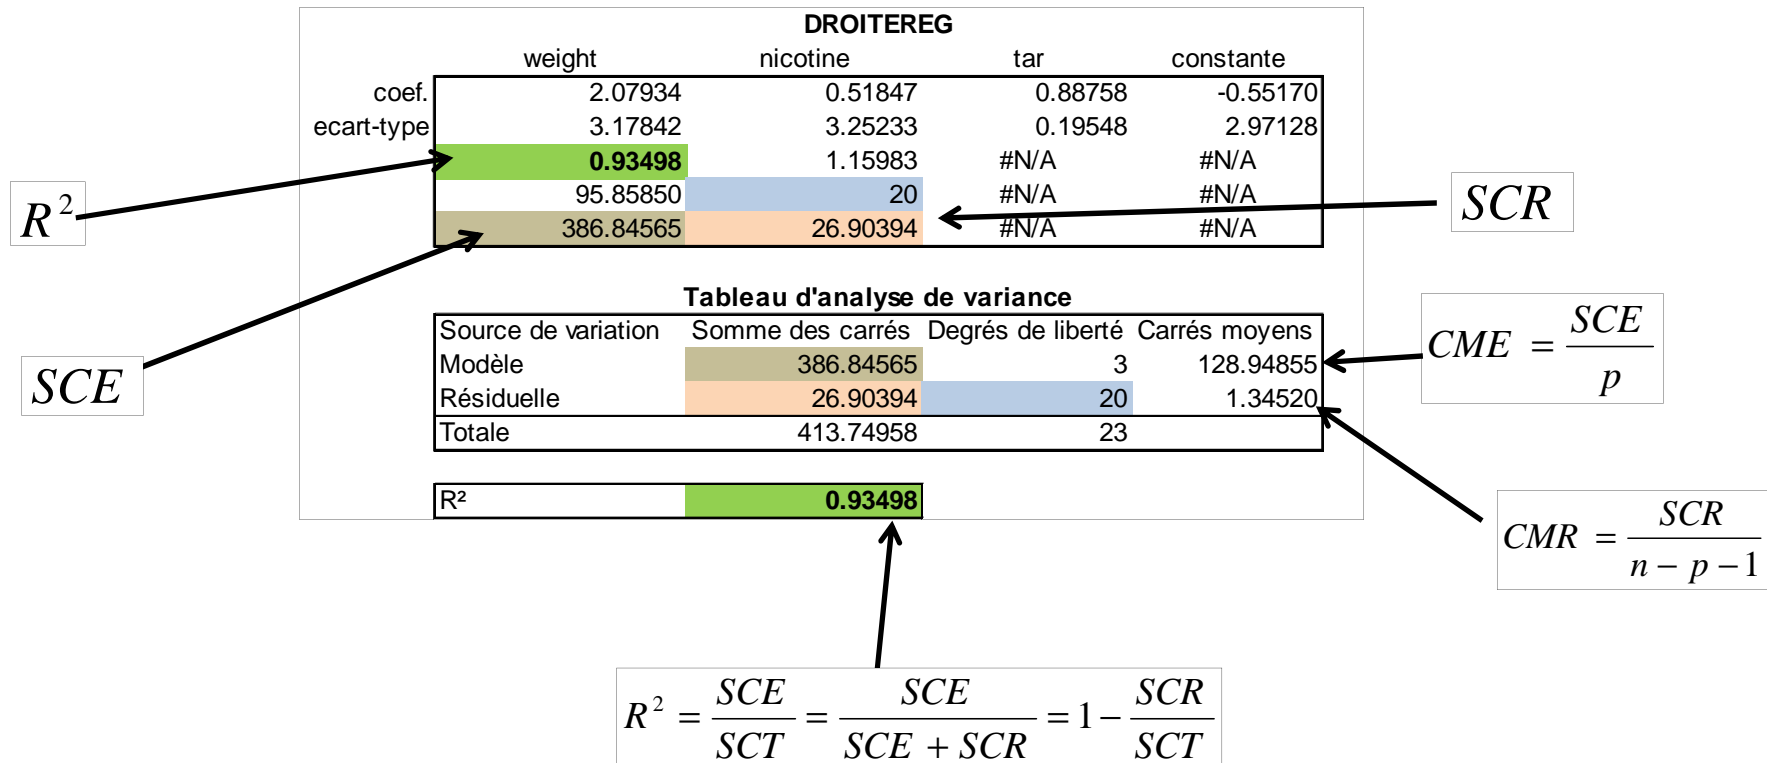 DROITEREG
weight nicotine tar constante
coef. 2.07934 0.51847 0.88758 -0.55170
ecart-type 3.17842 3.25233 0.19548 2.97128
0.93498 1.15983 #N/A #N/A
95.85850 20 #N/A #N/A
386.84565 26.90394 #N/A #N/A
R²
SCR
SCE
Tableau d'analyse de variance
Source de variation Somme des carrés Degrés de liberté Carrés moyens
Modèle 386.84565 3 128.94855
Résiduelle 26.90394 20 1.34520
Totale 413.74958 23
CME = SCE / p
CMR = SCR / n - p - 1
R² 0.93498
R² = SCE / SCT = SCE / SCE + SCR = 1 - SCR / SCT